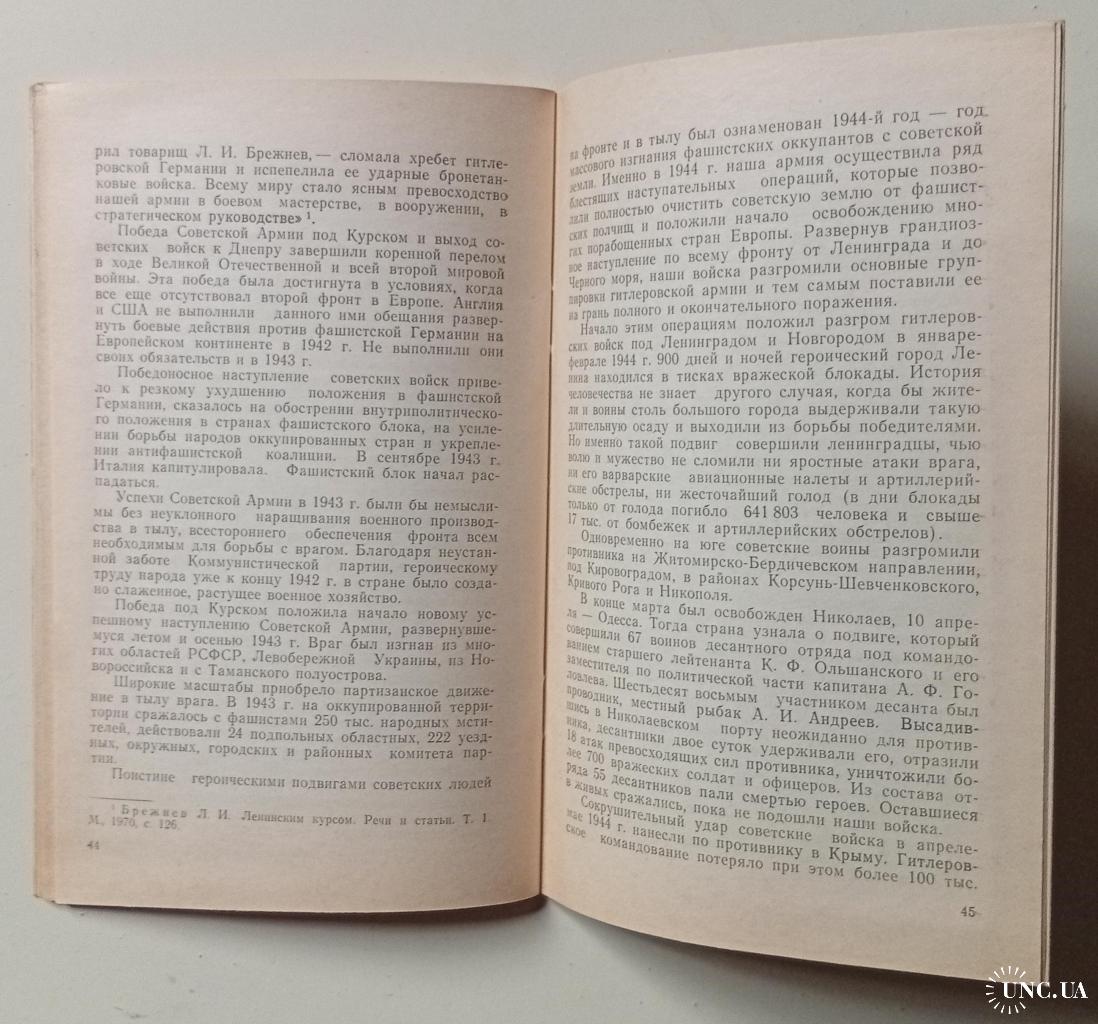 рил товарищ Л. И. Брежнев, — сломала хребет гитле-
ровской Германии и испепелила ее ударные бронетан-
ковые войска. Всему миру стало ясным превосходство
нашей армии в боевом мастерстве, в вооружении, в
стратегическом руководстве» ¹.
Победа Советской Армии под Курском и выход со-
ветских войск к Днепру завершили коренной перелом
в ходе Великой Отечественной и всей второй мировой
войны. Эта победа была достигнута в условиях, когда
все еще отсутствовал второй фронт в Европе. Англия
и США не выполнили данного ими обещания развер-
нуть боевые действия против фашистской Германии на
Европейском континенте в 1942 г. Не выполнили они
своих обязательств и в 1943 г.
Победоносное наступление советских войск приве-
ло к резкому ухудшению положения в фашистской
Германии, сказалось на обострении внутриполитическо-
го положения в странах фашистского блока, на усиле-
нии борьбы народов оккупированных стран и укрепле-
нии антифашистской коалиции. В сентябре 1943 г.
Италия капитулировала. Фашистский блок начал рас-
падаться.
Успехи Советской Армии в 1943 г. были бы немысли-
мы без неуклонного наращивания военного производ-
ства в тылу, всестороннего обеспечения фронта всем
необходимым для борьбы с врагом. Благодаря неустан-
ной заботе Коммунистической партии, героическому
труду народа уже к концу 1942 г. в стране было созда-
но слаженное, растущее военное хозяйство.
Победа под Курском положила начало новому ус-
пешному наступлению Советской Армии, развернувше-
муся летом и осенью 1943 г. Враг был изгнан из мно-
гих областей РСФСР, Левобережной Украины, из Но-
вороссийска и с Таманского полуострова.
Широкие масштабы приобрело партизанское движе-
ние в тылу врага. В 1943 г. на оккупированной терри-
тории сражалось с фашистами 250 тыс. народных мсти-
телей, действовали 24 подпольных областных, 222 уезд-
ных, окружных, городских и районных комитета пар-
тии.
Поистине героическими подвигами советских людей
¹ Брежнев Л. И. Ленинским курсом. Речи и статьи. Т. 1.
М., 1970, с. 126.
44
на фронте и в тылу был ознаменован 1944-й год — год
массового изгнания фашистских оккупантов с советской
земли. Именно в 1944 г. наша армия осуществила ряд
блестящих наступательных операций, которые позво-
лили полностью очистить советскую землю от фашист-
ских полчищ и положили начало освобождению мно-
гих порабощенных стран Европы. Развернув грандиоз-
ное наступление по всему фронту от Ленинграда и до
Черного моря, наши войска разгромили основные груп-
пировки гитлеровской армии и тем самым поставили ее
на грань полного и окончательного поражения.
Начало этим операциям положил разгром гитлеров-
ских войск под Ленинградом и Новгородом в январе-
феврале 1944 г. 900 дней и ночей героический город Ле-
нина находился в тисках вражеской блокады. История
человечества не знает другого случая, когда бы жите-
ли и воины столь большого города выдерживали такую
длительную осаду и выходили из борьбы победителями.
Но именно такой подвиг совершили ленинградцы, чью
волю и мужество не сломили ни яростные атаки врага,
ни его варварские авиационные налеты и артиллерий-
ские обстрелы, ни жесточайший голод (в дни блокады
только от голода погибло 641 803 человека и свыше
17 тыс. от бомбежек и артиллерийских обстрелов).
Одновременно на юге советские воины разгромили
противника на Житомирско-Бердичевском направлении,
под Кировоградом, в районах Корсунь-Шевченковского,
Кривого Рога и Никополя.
В конце марта был освобожден Николаев, 10 апре-
ля — Одесса. Тогда страна узнала о подвиге, который
совершили 67 воинов десантного отряда под командо-
ванием старшего лейтенанта К. Ф. Ольшанского и его
заместителя по политической части капитана А. Ф. Го-
ловлева. Шестьдесят восьмым участником десанта был
проводник, местный рыбак А. И. Андреев. Высадив-
шись в Николаевском порту неожиданно для против-
ника, десантники двое суток удерживали его, отразили
18 атак превосходящих сил противника, уничтожили бо-
лее 700 вражеских солдат и офицеров. Из состава от-
ряда 55 десантников пали смертью героев. Оставшиеся
в живых сражались, пока не подошли наши войска.
Сокрушительный удар советские войска в апреле-
мае 1944 г. нанесли по противнику в Крыму. Гитлеров-
ское командование потеряло при этом более 100 тыс.
45
UNC.UA